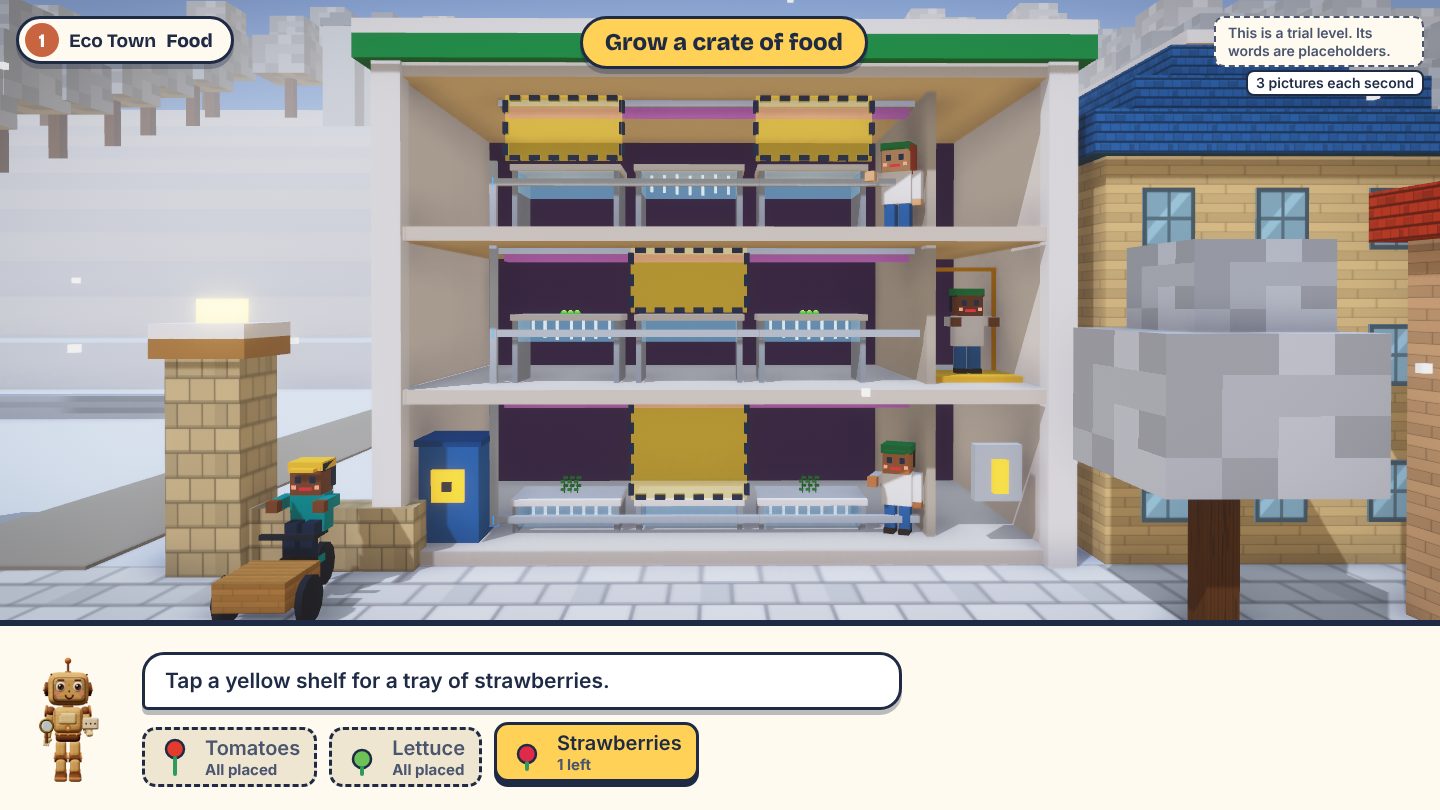 1 Eco Town Food
Grow a crate of food
This is a trial level. Its
words are placeholders.
3 pictures each second
Tap a yellow shelf for a tray of strawberries.
Tomatoes
All placed
Lettuce
All placed
Strawberries
1 left